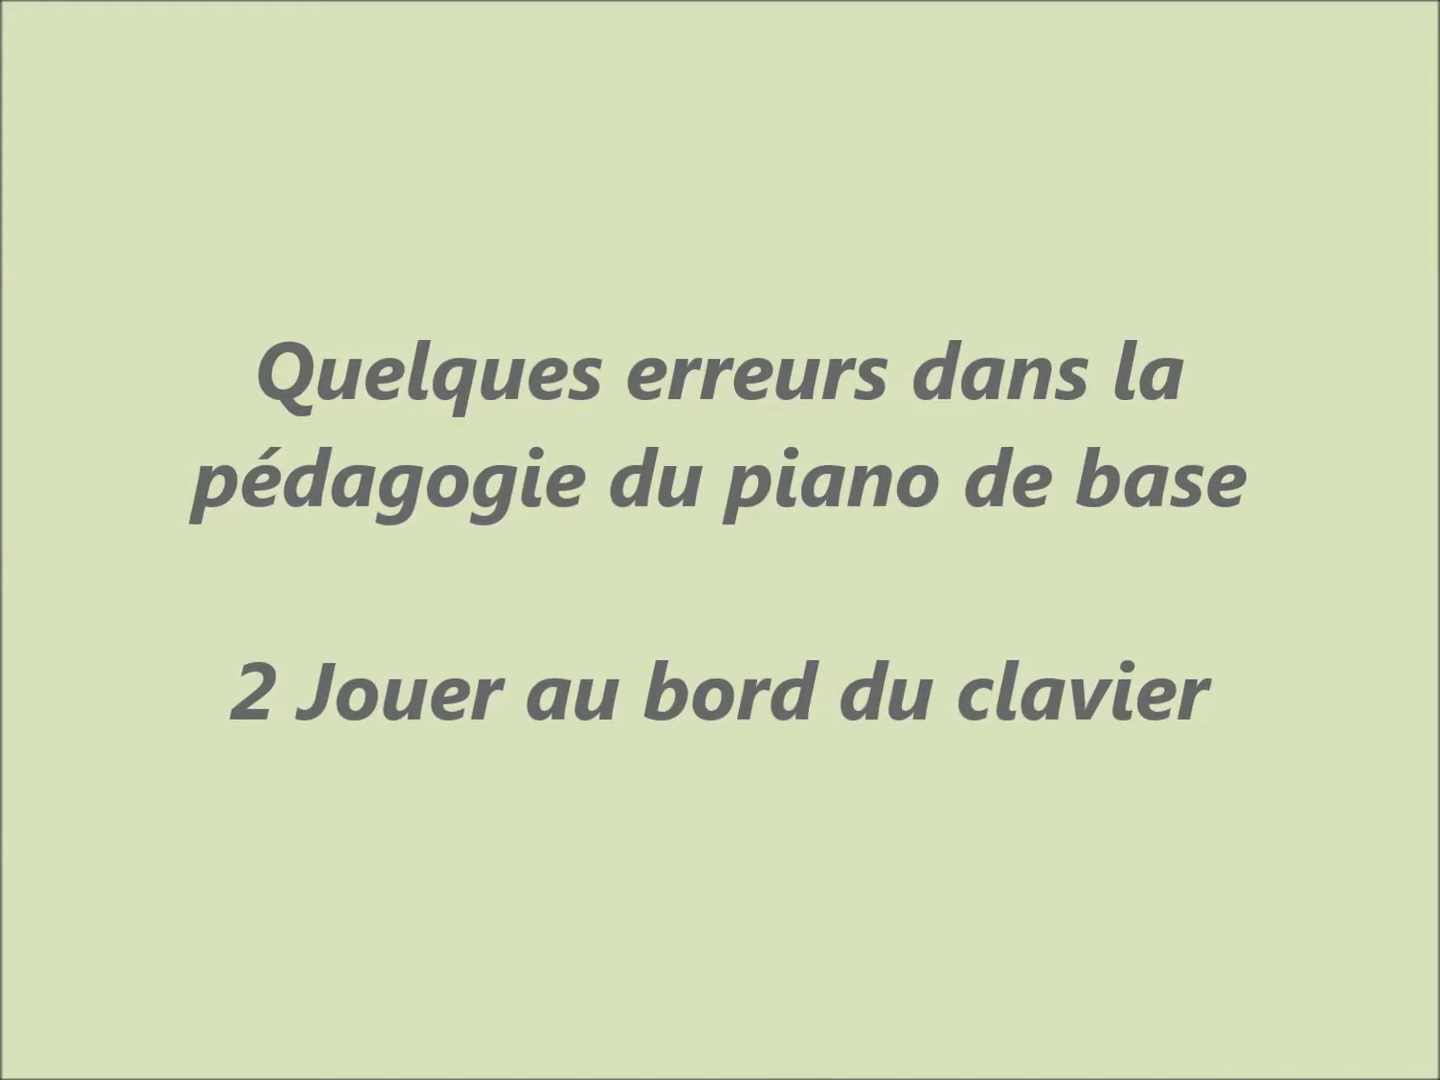 Quelques erreurs dans la
pédagogie du piano de base
2 Jouer au bord du clavier